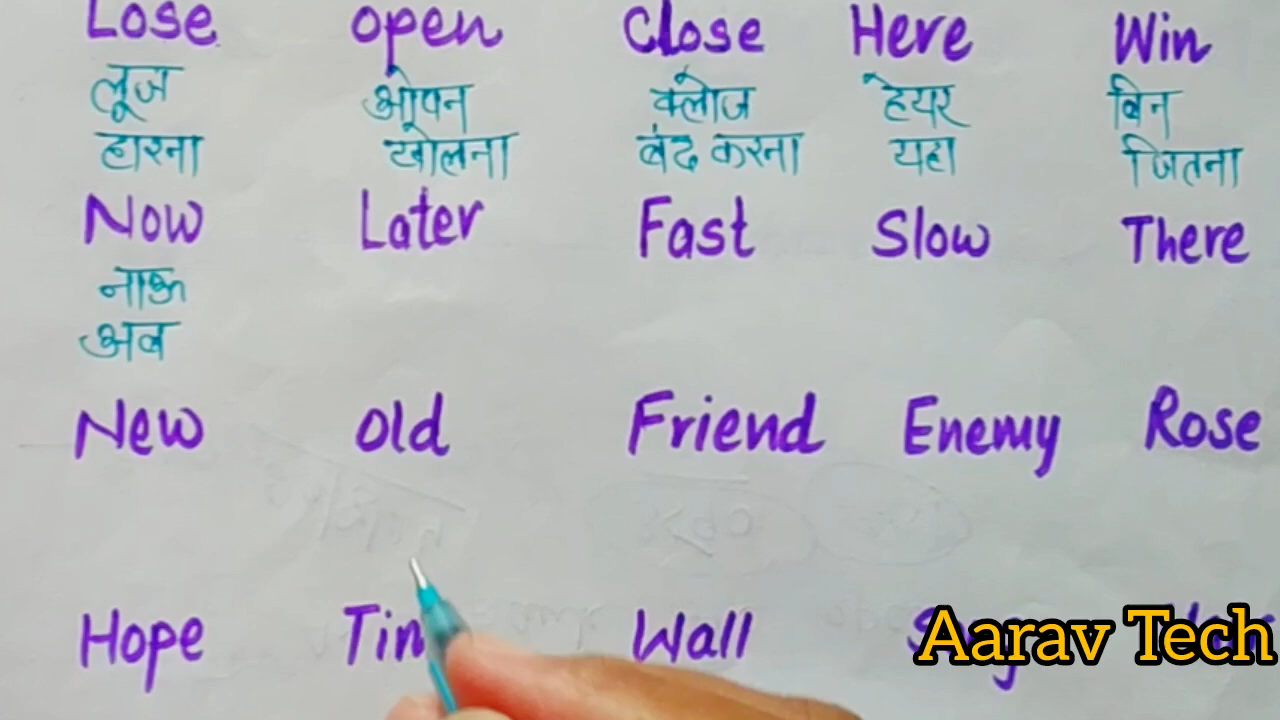 Lose open Close Here Win
लूज ओपन क्लोज हेयर बिन
हारना खोलना बंद करना यहा जितना
Now Later Fast Slow There
नाऊ
अब
New old Friend Enemy Rose
Hope Wall
Aarav Tech